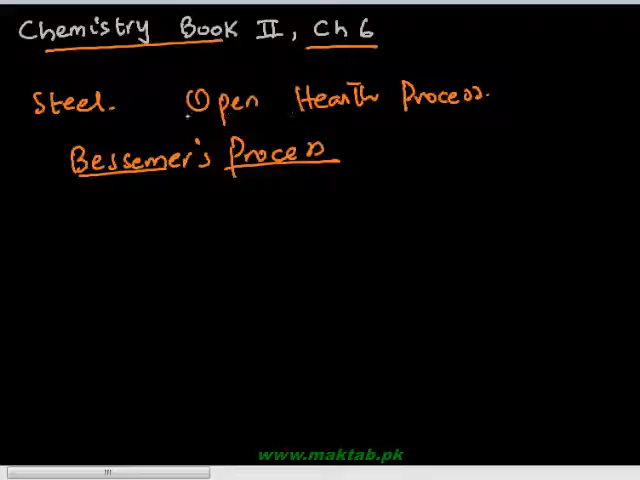 Chemistry Book II, Ch 6
Steel. Open Hearth Process.
Bessemer's Process
www.maktab.pk